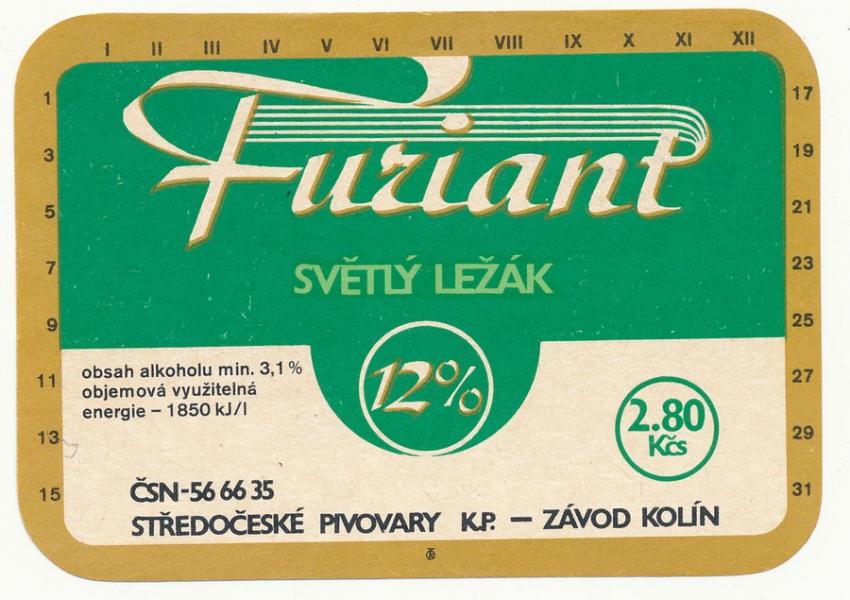 I II III IV V VI VII VIII IX X XI XII
1
3
5
7
9
11
13
15
17
19
21
23
25
27
29
31
Furiant
SVĚTLÝ LEŽÁK
12%
obsah alkoholu min. 3,1%
objemová využitelná
energie – 1850 kJ/l
2.80
Kčs
ČSN-56 66 35
STŘEDOČESKÉ PIVOVARY K.P. – ZÁVOD KOLÍN